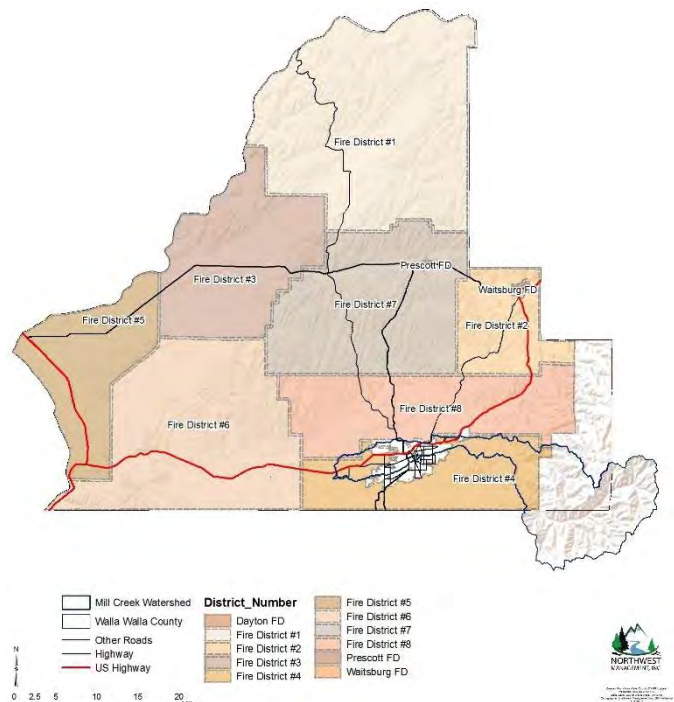 Fire District #1
Fire District #3
Prescott FD
Fire District #5
Fire District #7
Waitsburg FD
Fire District #2
Fire District #6
Fire District #8
Fire District #4
Mill Creek Watershed
Walla Walla County
Other Roads
Highway
US Highway
District_Number
Dayton FD
Fire District #1
Fire District #2
Fire District #3
Fire District #4
Fire District #5
Fire District #6
Fire District #7
Fire District #8
Prescott FD
Waitsburg FD
N
0 2.5 5 10 15 20
NORTHWEST
MANAGEMENT, INC.